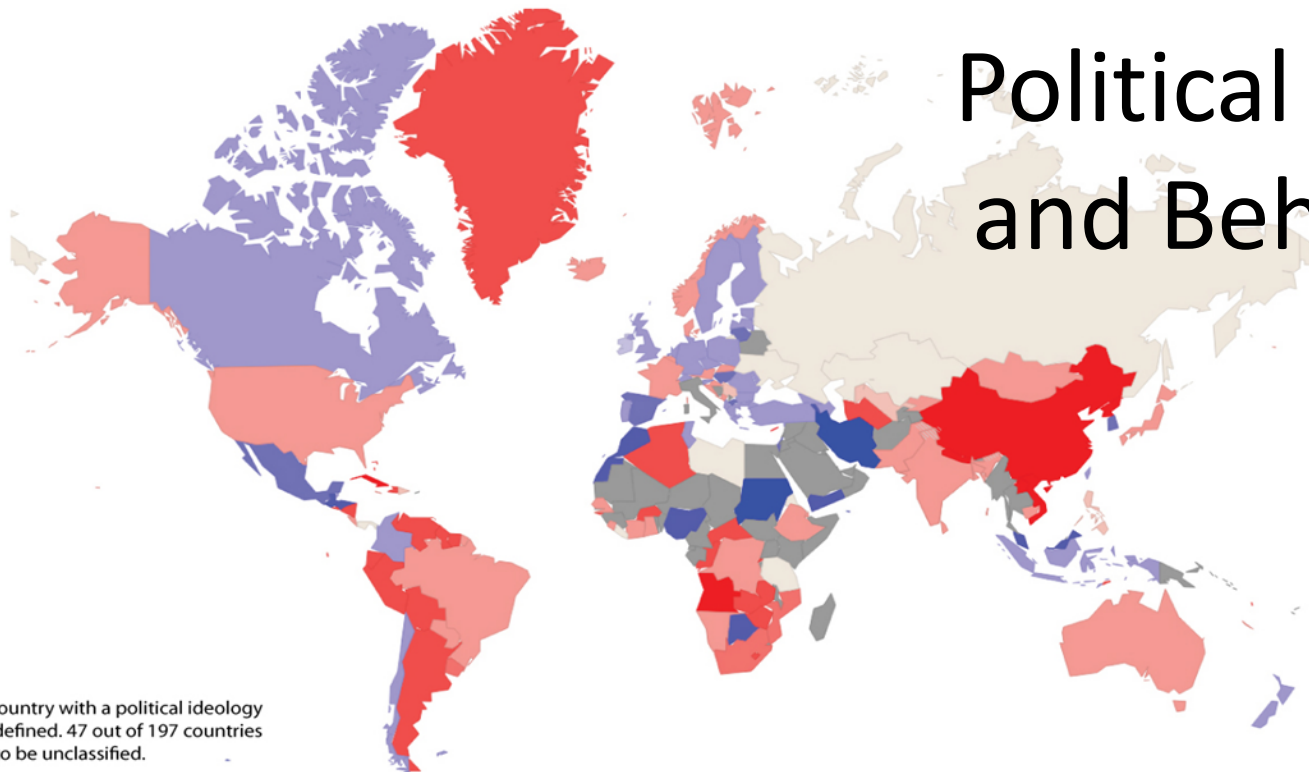 Political
and Beh
ountry with a political ideology
defined. 47 out of 197 countries
o be unclassified.